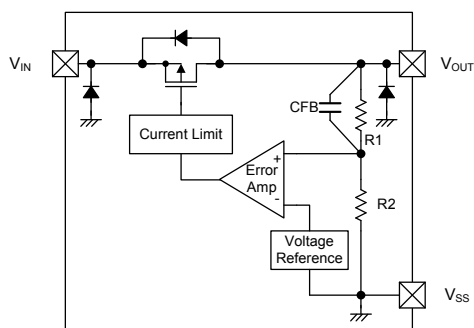 VIN
VOUT
CFB
R1
Current Limit
+
Error
Amp
-
R2
Voltage
Reference
VSS